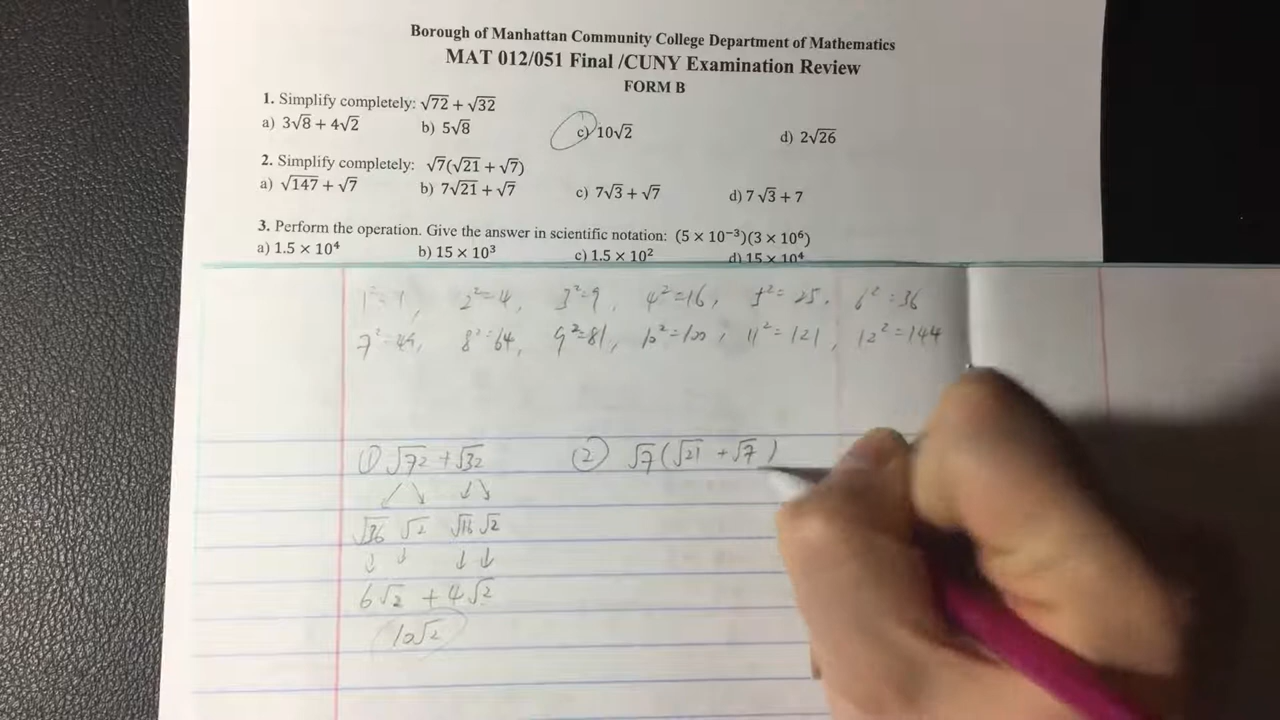 Borough of Manhattan Community College Department of Mathematics
MAT 012/051 Final /CUNY Examination Review
FORM B
1. Simplify completely: √72 + √32
a) 3√8 + 4√2 b) 5√8 c) 10√2 d) 2√26
2. Simplify completely: √7(√21 + √7)
a) √147 + √7 b) 7√21 + √7 c) 7√3 + √7 d) 7 √3 + 7
3. Perform the operation. Give the answer in scientific notation: (5 × 10⁻³)(3 × 10⁶)
a) 1.5 × 10⁴ b) 15 × 10³ c) 1.5 × 10² d) 15 × 10⁴
1²=1, 2²=4, 3²=9, 4²=16, 5²=25, 6²=36
7²=49, 8²=64, 9²=81, 10²=100, 11²=121, 12²=144
① √72 + √32 ② √7(√21 + √7)
√36 √2 √16 √2
6√2 + 4√2
10√2